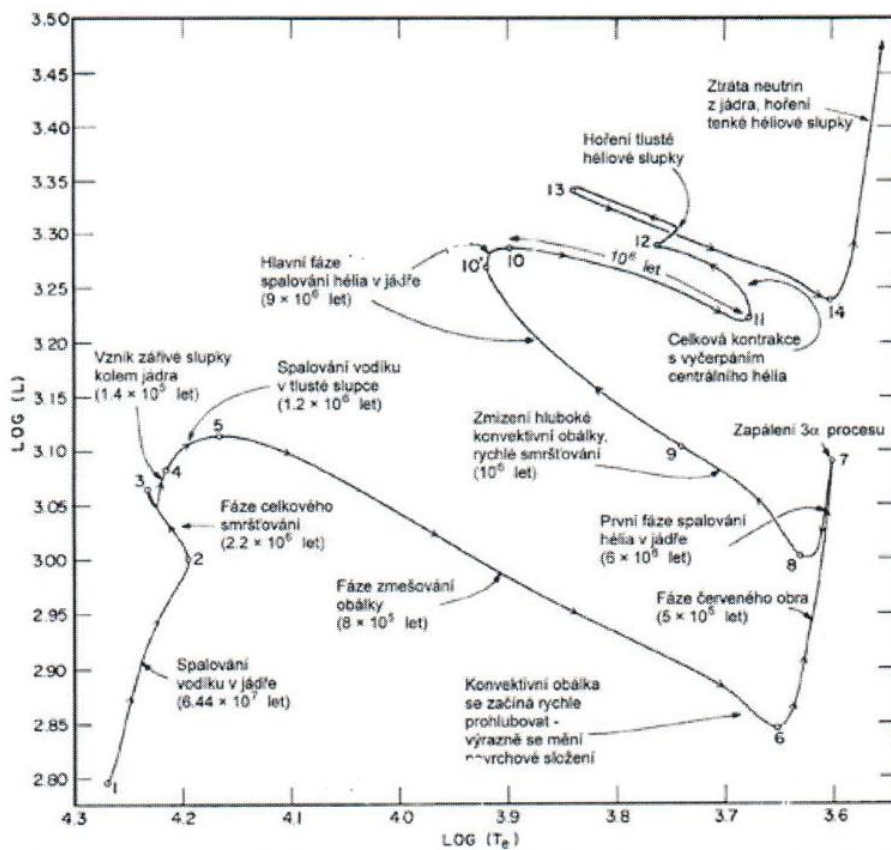 3.50
3.45
3.40
3.35
3.30
3.25
3.20
3.15
3.10
3.05
3.00
2.95
2.90
2.85
2.80
LOG (L)
4.3
4.2
4.1
4.0
3.9
3.8
3.7
3.6
LOG (Te)
Ztráta neutrin
z jádra, hoření
tenké héliové slupky
Hoření tlusté
héliové slupky
13
12
10'
10
10⁶ let
11
14
Hlavní fáze
spalování hélia v jádře
(9 × 10⁶ let)
Celková kontrakce
s vyčerpáním
centrálního hélia
Vznik zářivé slupky
kolem jádra
(1.4 × 10⁵ let)
Spalování vodíku
v tlusté slupce
(1.2 × 10⁶ let)
5
4
3
Zmizení hluboké
konvektivní obálky,
rychlé smršťování
(10⁶ let)
9
Zapálení 3α procesu
7
Fáze celkového
smršťování
(2.2 × 10⁶ let)
2
První fáze spalování
hélia v jádře
(6 × 10⁶ let)
8
Fáze zmešování
obálky
(8 × 10⁵ let)
Fáze červeného obra
(5 × 10⁵ let)
Spalování
vodíku v jádře
(6.44 × 10⁷ let)
Konvektivní obálka
se začíná rychle
prohlubovat -
výrazně se mění
povrchové složení
6
1